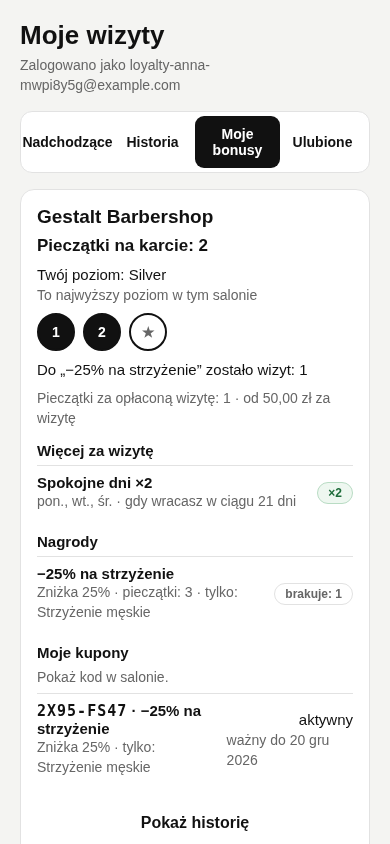 Moje wizyty
Zalogowano jako loyalty-anna-
mwpi8y5g@example.com
Nadchodzące
Historia
Moje
bonusy
Ulubione
Gestalt Barbershop
Pieczątki na karcie: 2
Twój poziom: Silver
To najwyższy poziom w tym salonie
1 2 ★
Do „−25% na strzyżenie” zostało wizyt: 1
Pieczątki za opłaconą wizytę: 1 · od 50,00 zł za
wizytę
Więcej za wizytę
Spokojne dni ×2
pon., wt., śr. · gdy wracasz w ciągu 21 dni
×2
Nagrody
−25% na strzyżenie
Zniżka 25% · pieczątki: 3 · tylko:
Strzyżenie męskie
brakuje: 1
Moje kupony
Pokaż kod w salonie.
2X95-FS47 · −25% na
strzyżenie
Zniżka 25% · tylko:
Strzyżenie męskie
aktywny
ważny do 20 gru
2026
Pokaż historię